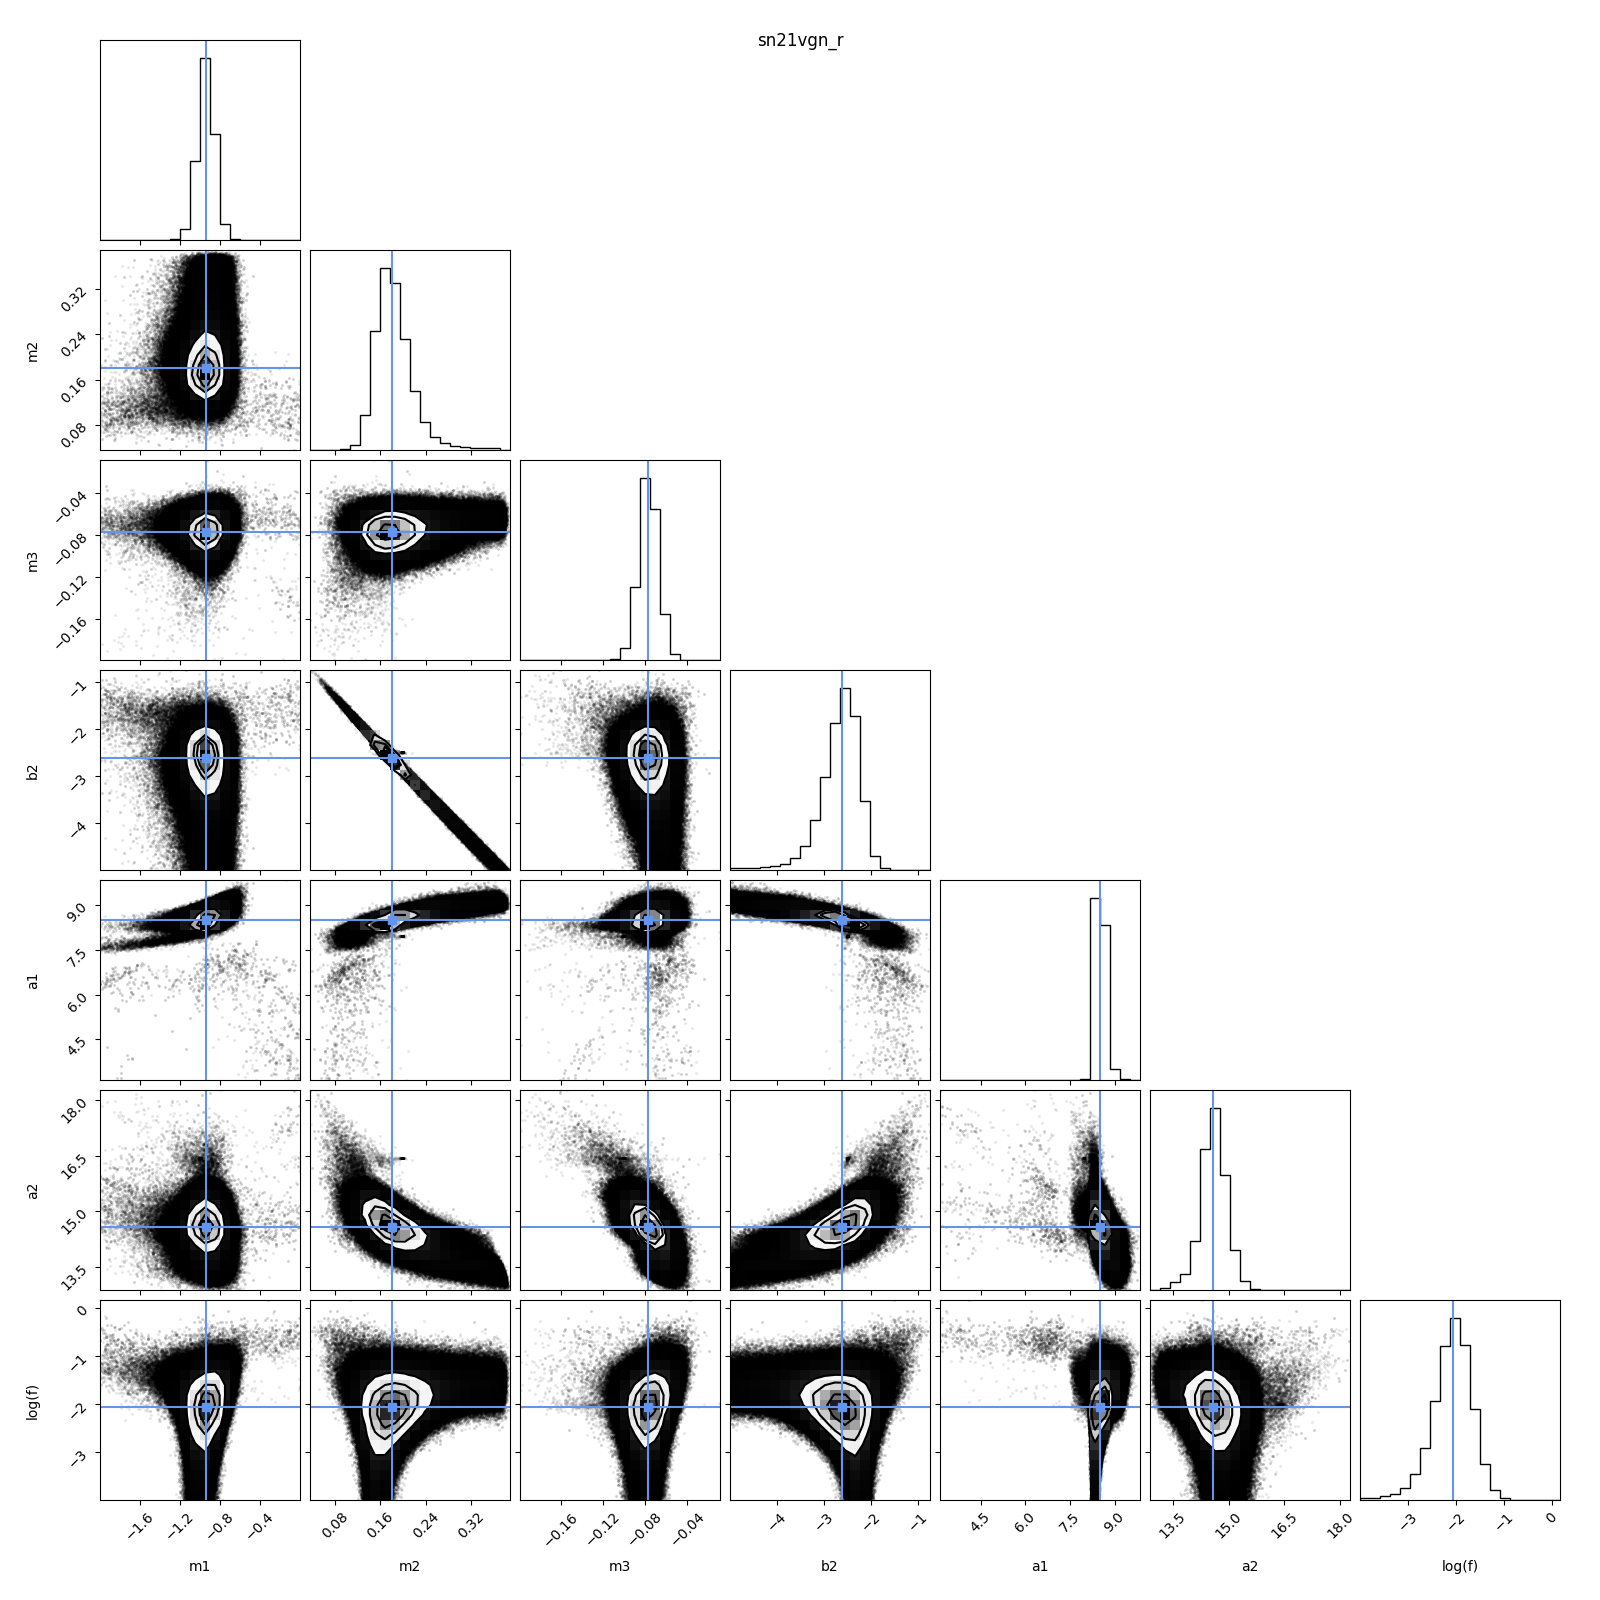 sn21vgn_r
m2
0.32
0.24
0.16
0.08
m3
−0.04
−0.08
−0.12
−0.16
b2
−1
−2
−3
−4
a1
9.0
7.5
6.0
4.5
a2
18.0
16.5
15.0
13.5
log(f)
0
−1
−2
−3
−1.6 −1.2 −0.8 −0.4 0.08 0.16 0.24 0.32 −0.16 −0.12 −0.08 −0.04 −4 −3 −2 −1 4.5 6.0 7.5 9.0 13.5 15.0 16.5 18.0 −3 −2 −1 0
m1 m2 m3 b2 a1 a2 log(f)